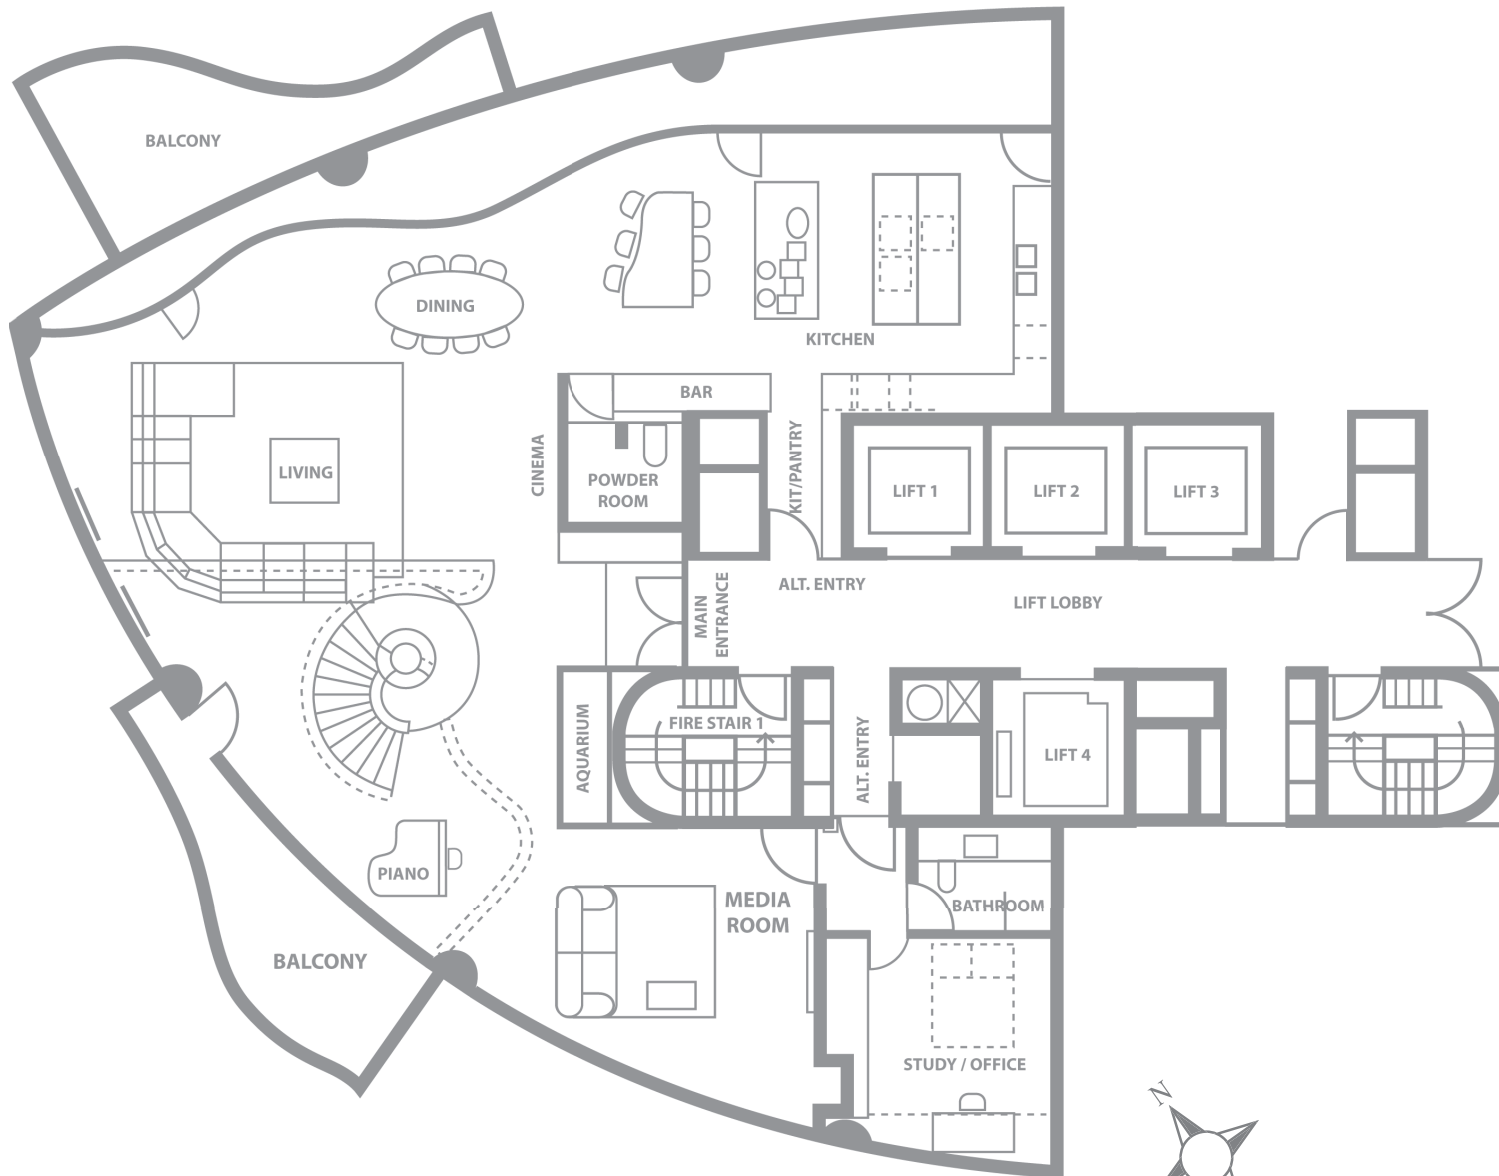 BALCONY
DINING
KITCHEN
BAR
CINEMA
KIT/PANTRY
LIVING
POWDER
ROOM
LIFT 1
LIFT 2
LIFT 3
MAIN
ENTRANCE
ALT. ENTRY
LIFT LOBBY
AQUARIUM
FIRE STAIR 1
ALT. ENTRY
LIFT 4
PIANO
MEDIA
ROOM
BATHROOM
BALCONY
STUDY / OFFICE
N